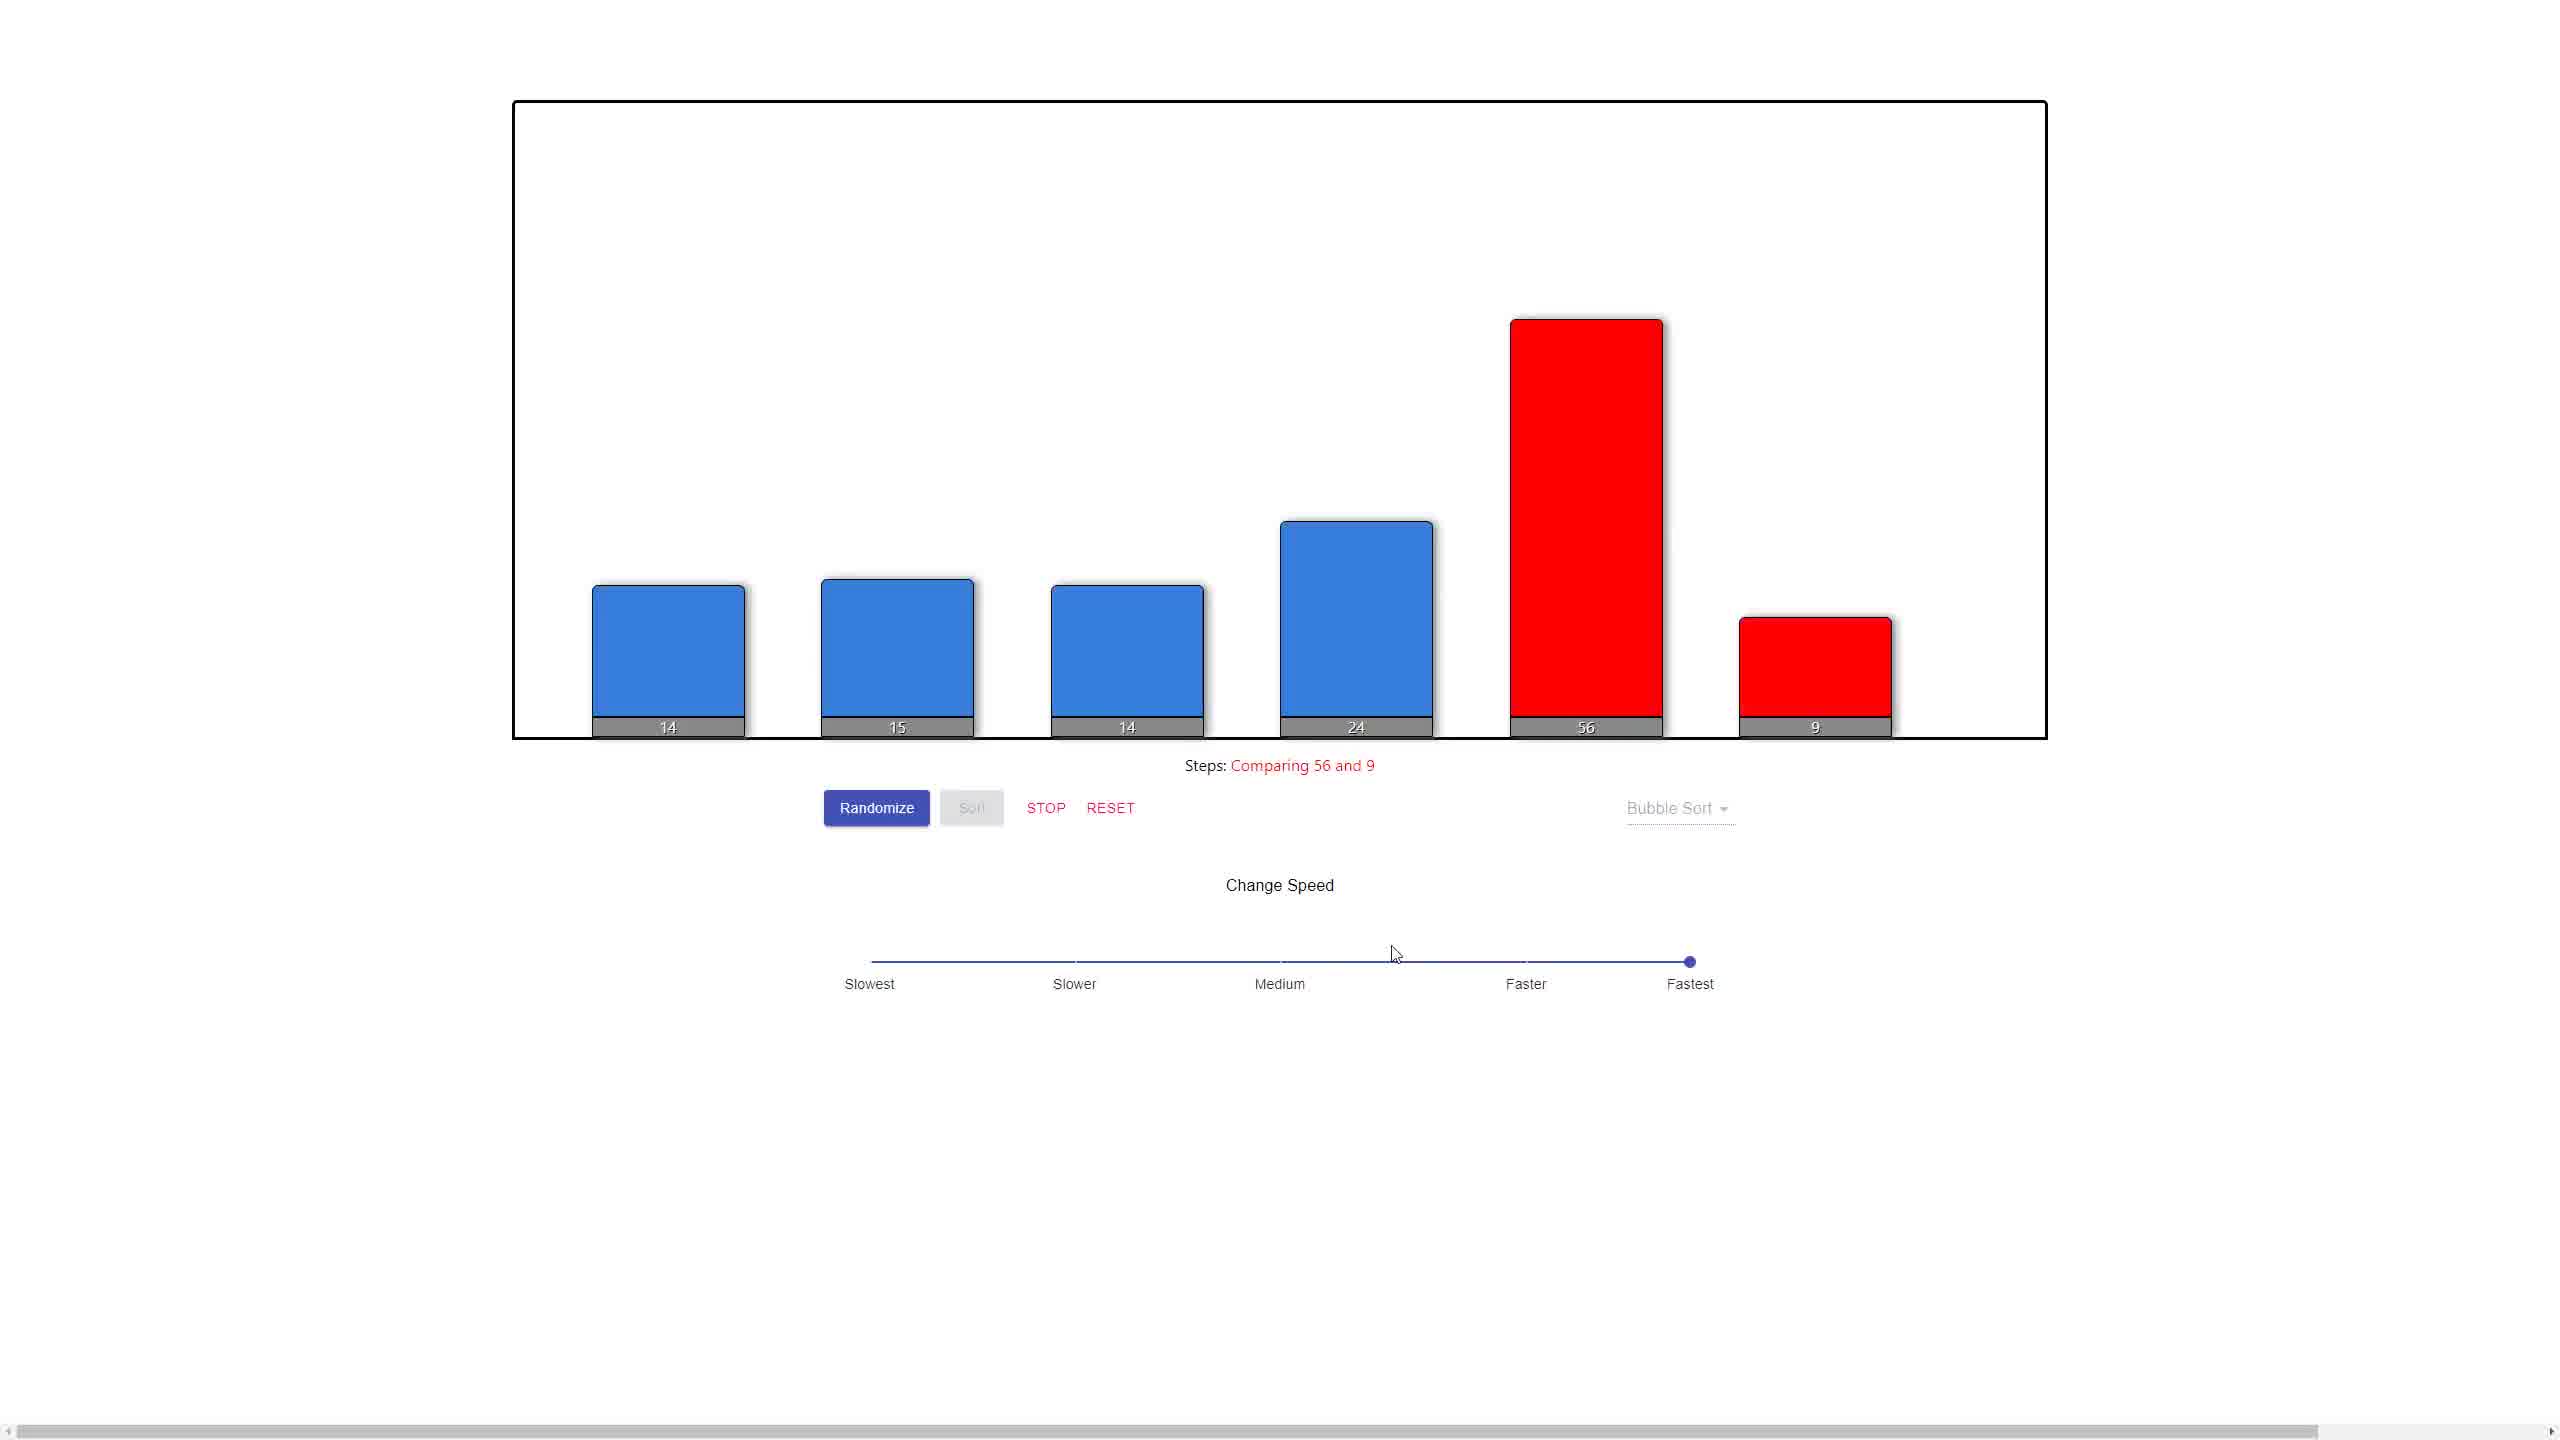 14 15 14 24 56 9
Steps: Comparing 56 and 9
Randomize Sort STOP RESET Bubble Sort
Change Speed
Slowest Slower Medium Faster Fastest